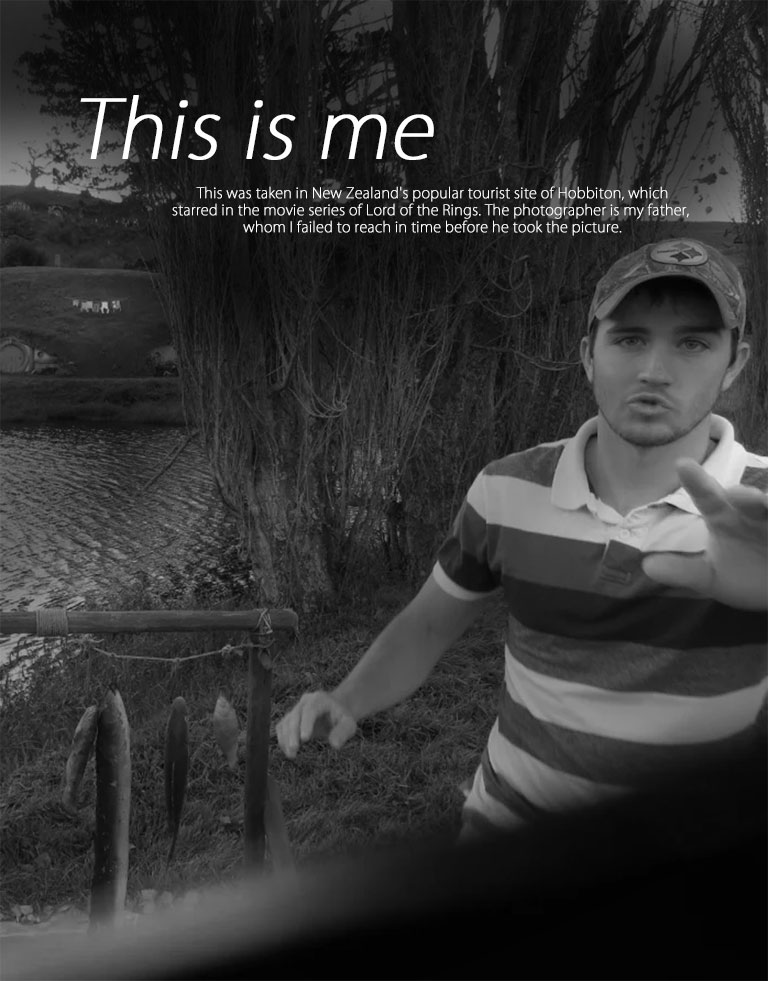 This is me
This was taken in New Zealand's popular tourist site of Hobbiton, which
starred in the movie series of Lord of the Rings. The photographer is my father,
whom I failed to reach in time before he took the picture.